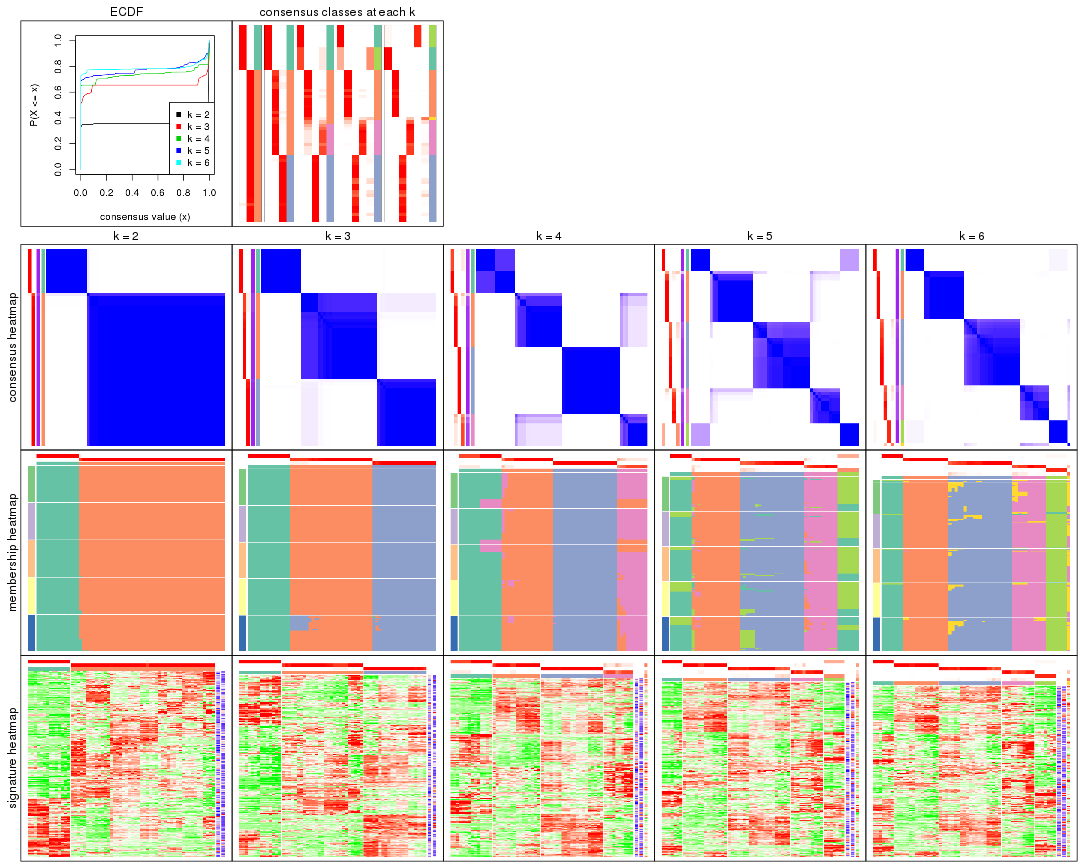 ECDF
consensus classes at each k
P(X <= x)
1.0
0.8
0.6
0.4
0.2
0.0
k = 2
k = 3
k = 4
k = 5
k = 6
0.0 0.2 0.4 0.6 0.8 1.0
consensus value (x)
k = 2
k = 3
k = 4
k = 5
k = 6
consensus heatmap
membership heatmap
signature heatmap